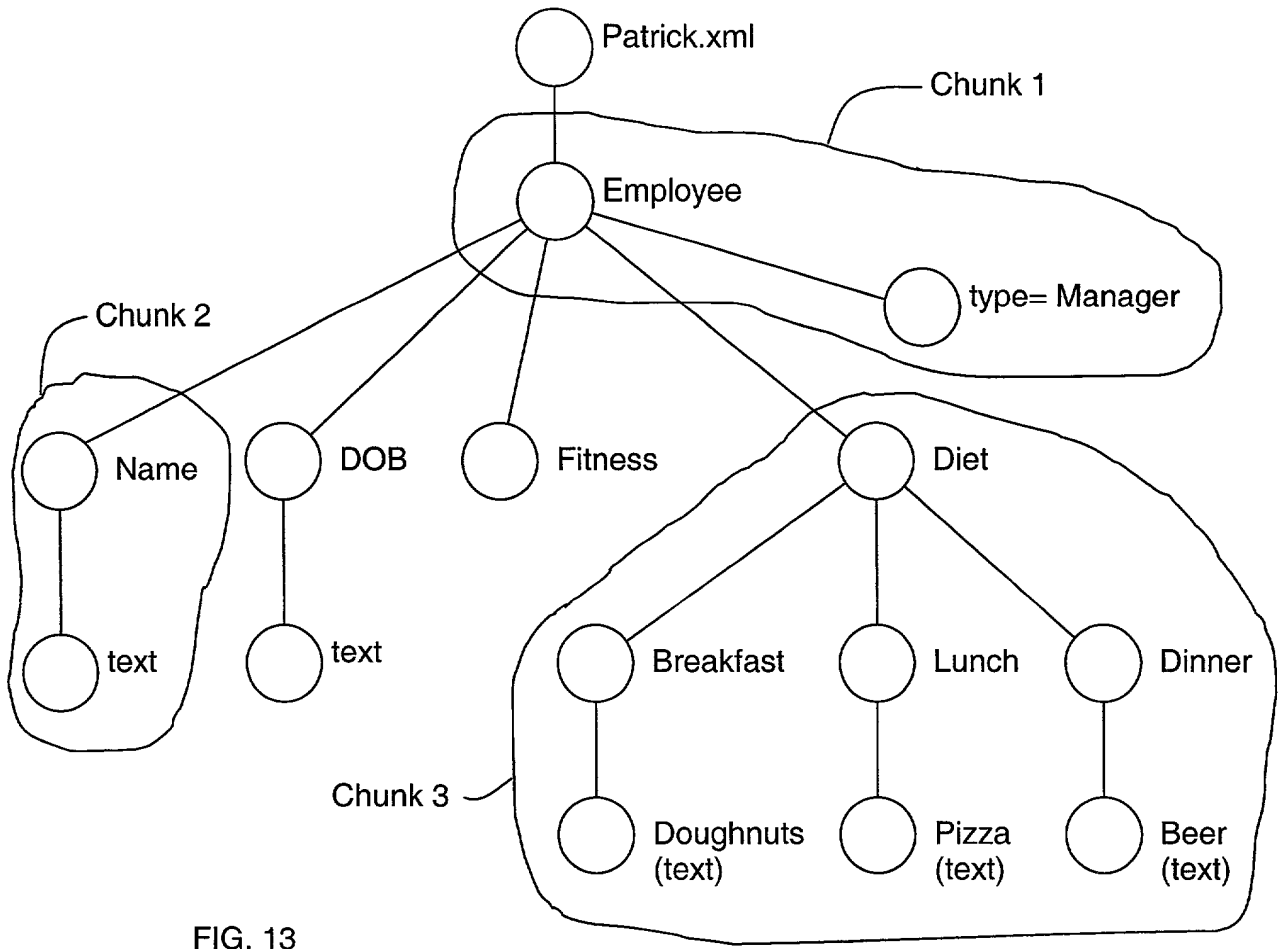 Patrick.xml
Chunk 1
Employee
type= Manager
Chunk 2
Name
DOB
Fitness
Diet
text
text
Breakfast
Lunch
Dinner
Chunk 3
Doughnuts
(text)
Pizza
(text)
Beer
(text)
FIG. 13